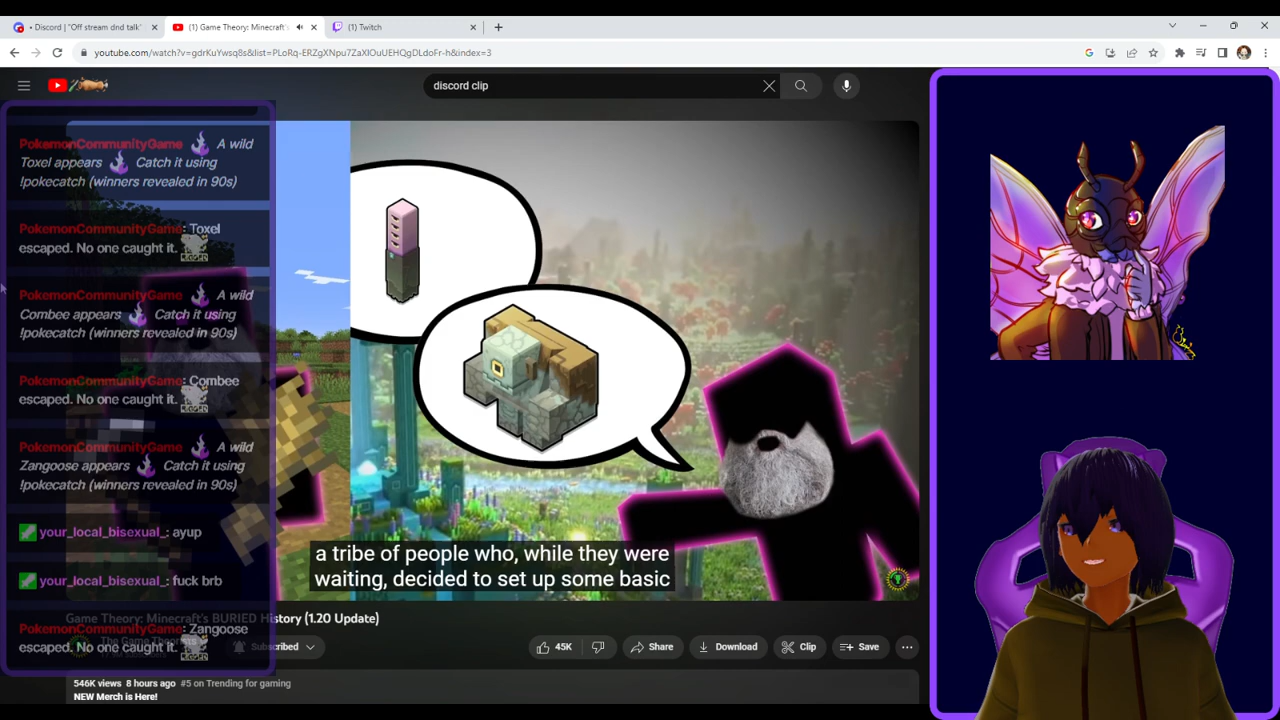 • Discord | "Off stream dnd talk"
(1) Game Theory: Minecraft's
(1) Twitch
youtube.com/watch?v=gdrKuYwsq8s&list=PLoRq-ERZgXNpu7ZaXIOuUEHQgDLdoFr-h&index=3
discord clip
PokemonCommunityGame A wild
Toxel appears Catch it using
!pokecatch (winners revealed in 90s)
PokemonCommunityGame: Toxel
escaped. No one caught it.
PokemonCommunityGame A wild
Combee appears Catch it using
!pokecatch (winners revealed in 90s)
PokemonCommunityGame: Combee
escaped. No one caught it.
PokemonCommunityGame A wild
Zangoose appears Catch it using
!pokecatch (winners revealed in 90s)
your_local_bisexual_: ayup
your_local_bisexual_: fuck brb
PokemonCommunityGame: Zangoose
escaped. No one caught it.
a tribe of people who, while they were
waiting, decided to set up some basic
Game Theory: Minecraft's BURIED History (1.20 Update)
The Game Theorists
Subscribed
45K
Share
Download
Clip
Save
546K views 8 hours ago #5 on Trending for gaming
NEW Merch is Here!